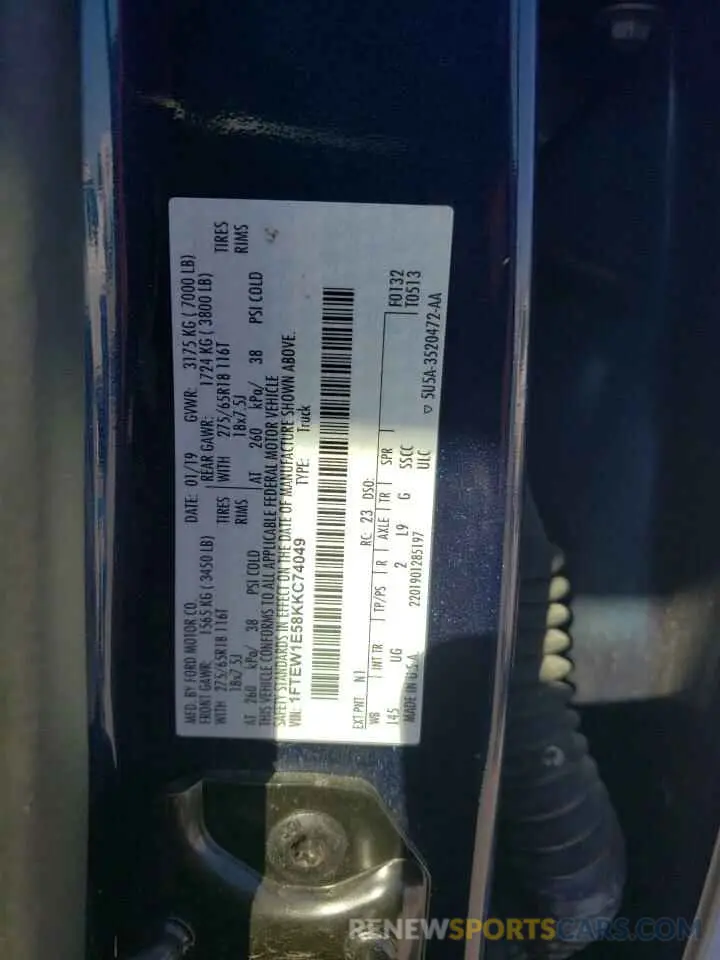 MFD. BY FORD MOTOR CO. DATE: 01/19 GVWR: 3175 KG ( 7000 LB)
FRONT GAWR: 1565 KG ( 3450 LB) REAR GAWR: 1724 KG ( 3800 LB)
WITH 275/65R18 116T TIRES WITH 275/65R18 116T TIRES
18x7.5J RIMS 18x7.5J RIMS
AT 260 kPa/ 38 PSI COLD AT 260 kPa/ 38 PSI COLD
THIS VEHICLE CONFORMS TO ALL APPLICABLE FEDERAL MOTOR VEHICLE
SAFETY STANDARDS IN EFFECT ON THE DATE OF MANUFACTURE SHOWN ABOVE.
VIN: 1FTEW1E58KKC74049 TYPE: Truck
EXT PNT: N1 RC: 23 DSO: F0132
WB INT TR TP/PS R AXLE TR SPR T0513
145 UG 2 L9 G SSCC
MADE IN U.S.A. 2201901285197 ULC ▽ 5U5A-3520472-AA
RENEWSPORTSCARS.COM